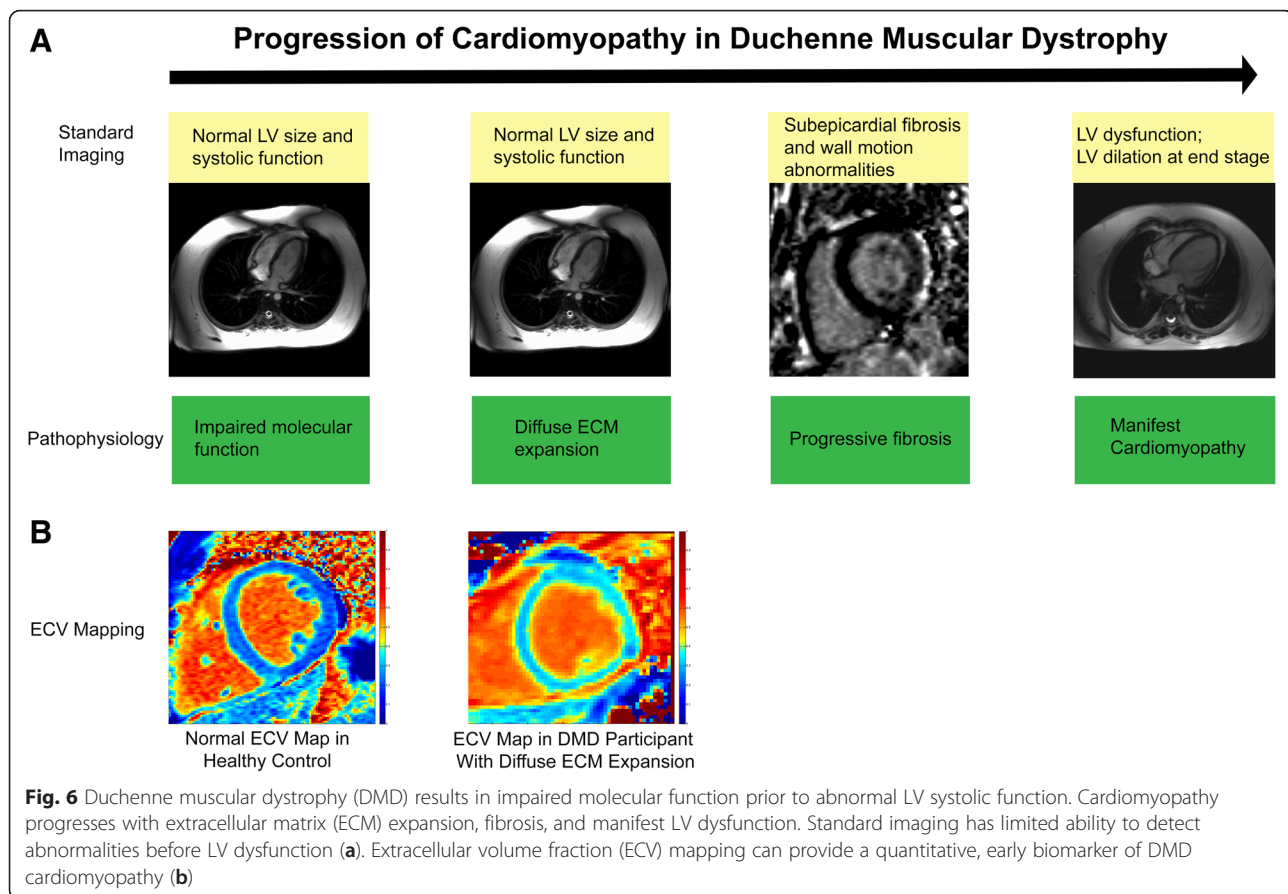 A
Progression of Cardiomyopathy in Duchenne Muscular Dystrophy
Standard
Imaging
Normal LV size and
systolic function
Normal LV size and
systolic function
Subepicardial fibrosis
and wall motion
abnormalities
LV dysfunction;
LV dilation at end stage
Pathophysiology
Impaired molecular
function
Diffuse ECM
expansion
Progressive fibrosis
Manifest
Cardiomyopathy
B
ECV Mapping
Normal ECV Map in
Healthy Control
ECV Map in DMD Participant
With Diffuse ECM Expansion
Fig. 6 Duchenne muscular dystrophy (DMD) results in impaired molecular function prior to abnormal LV systolic function. Cardiomyopathy
progresses with extracellular matrix (ECM) expansion, fibrosis, and manifest LV dysfunction. Standard imaging has limited ability to detect
abnormalities before LV dysfunction (a). Extracellular volume fraction (ECV) mapping can provide a quantitative, early biomarker of DMD
cardiomyopathy (b)